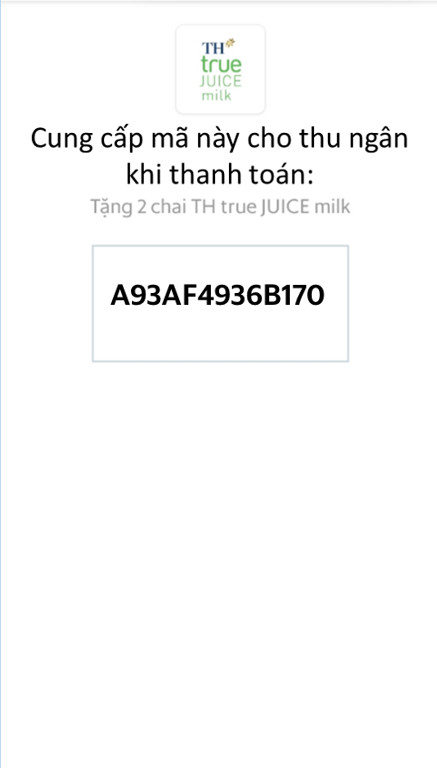 TH
true
JUICE
milk
Cung cấp mã này cho thu ngân
khi thanh toán:
Tặng 2 chai TH true JUICE milk
A93AF4936B170